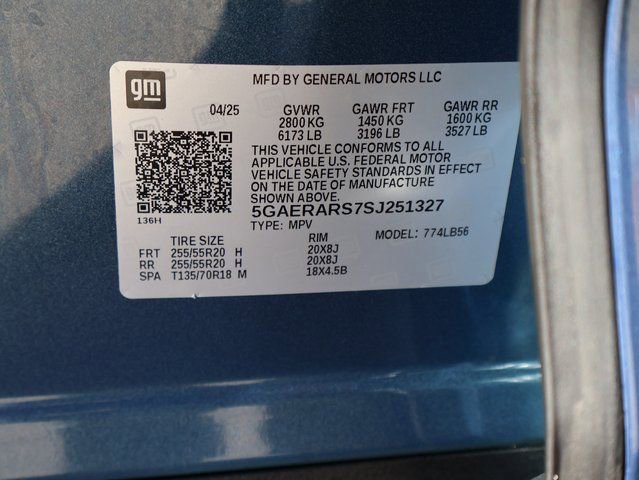 gm
MFD BY GENERAL MOTORS LLC
04/25 GVWR GAWR FRT GAWR RR
2800 KG 1450 KG 1600 KG
6173 LB 3196 LB 3527 LB
THIS VEHICLE CONFORMS TO ALL
APPLICABLE U.S. FEDERAL MOTOR
VEHICLE SAFETY STANDARDS IN EFFECT
ON THE DATE OF MANUFACTURE
SHOWN ABOVE.
5GAERARS7SJ251327
136H
TYPE: MPV MODEL: 774LB56
TIRE SIZE RIM
FRT 255/55R20 H 20X8J
RR 255/55R20 H 20X8J
SPA T135/70R18 M 18X4.5B